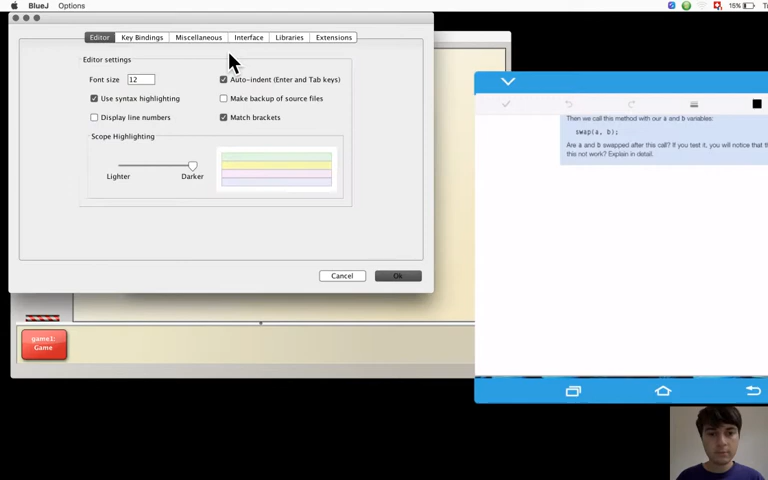 BlueJ Options
15%
Editor Key Bindings Miscellaneous Interface Libraries Extensions
Editor settings
Font size 12
Auto-indent (Enter and Tab keys)
Use syntax highlighting
Make backup of source files
Display line numbers
Match brackets
Scope Highlighting
Lighter Darker
Cancel Ok
game1:
Game
Then we call this method with our a and b variables:
swap(a, b);
Are a and b swapped after this call? If you test it, you will notice that
this not work? Explain in detail.